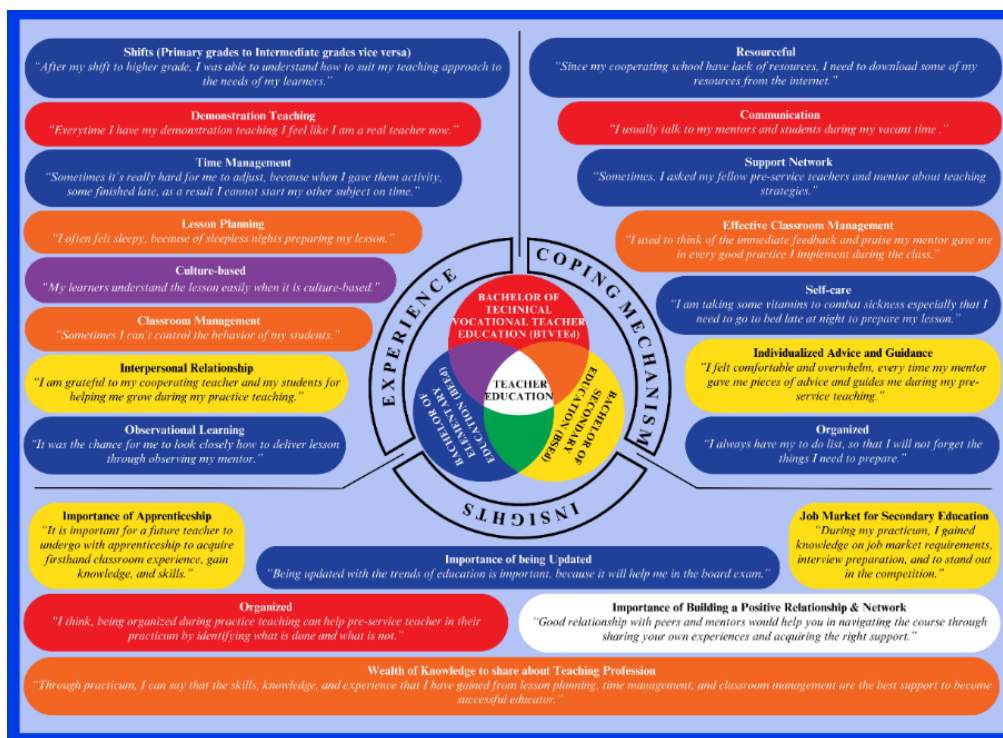 Shifts (Primary grades to Intermediate grades vice versa)
"After my shift to higher grade, I was able to understand how to suit my teaching approach to
the needs of my learners."
Demonstration Teaching
"Everytime I have my demonstration teaching I feel like I am a real teacher now."
Time Management
"Sometimes it's really hard for me to adjust, because when I gave them activity,
some finished late, as a result I cannot start my other subject on time."
Lesson Planning
"I often felt sleepy, because of sleepless nights preparing my lesson."
Culture-based
"My learners understand the lesson easily when it is culture-based."
Classroom Management
"Sometimes I can't control the behavior of my students."
Interpersonal Relationship
"I am grateful to my cooperating teacher and my students for
helping me grow during my practice teaching."
Observational Learning
"It was the chance for me to look closely how to deliver lesson
through observing my mentor."
Resourceful
"Since my cooperating school have lack of resources, I need to download some of my
resources from the internet."
Communication
"I usually talk to my mentors and students during my vacant time ."
Support Network
"Sometimes, I asked my fellow pre-service teachers and mentor about teaching
strategies."
Effective Classroom Management
"I used to think of the immediate feedback and praise my mentor gave me
in every good practice I implement during the class."
Self-care
"I am taking some vitamins to combat sickness especially that I
need to go to bed late at night to prepare my lesson."
Individualized Advice and Guidance
"I felt comfortable and overwhelm, every time my mentor
gave me pieces of advice and guides me during my pre-
service teaching."
Organized
"I always have my to do list, so that I will not forget the
things I need to prepare."
EXPERIENCE
COPING MECHANISM
INSIGHTS
BACHELOR OF
TECHNICAL
VOCATIONAL TEACHER
EDUCATION (BTVTEd)
BACHELOR OF
ELEMENTARY
EDUCATION (BEEd)
TEACHER
EDUCATION
BACHELOR OF
SECONDARY
EDUCATION (BSEd)
Importance of Apprenticeship
"It is important for a future teacher to
undergo with apprenticeship to acquire
firsthand classroom experience, gain
knowledge, and skills."
Importance of being Updated
"Being updated with the trends of education is important, because it will help me in the board exam."
Job Market for Secondary Education
"During my practicum, I gained
knowledge on job market requirements,
interview preparation, and to stand out
in the competition."
Organized
"I think, being organized during practice teaching can help pre-service teacher in their
practicum by identifying what is done and what is not."
Importance of Building a Positive Relationship & Network
"Good relationship with peers and mentors would help you in navigating the course through
sharing your own experiences and acquiring the right support."
Wealth of Knowledge to share about Teaching Profession
"Through practicum, I can say that the skills, knowledge, and experience that I have gained from lesson planning, time management, and classroom management are the best support to become
successful educator."